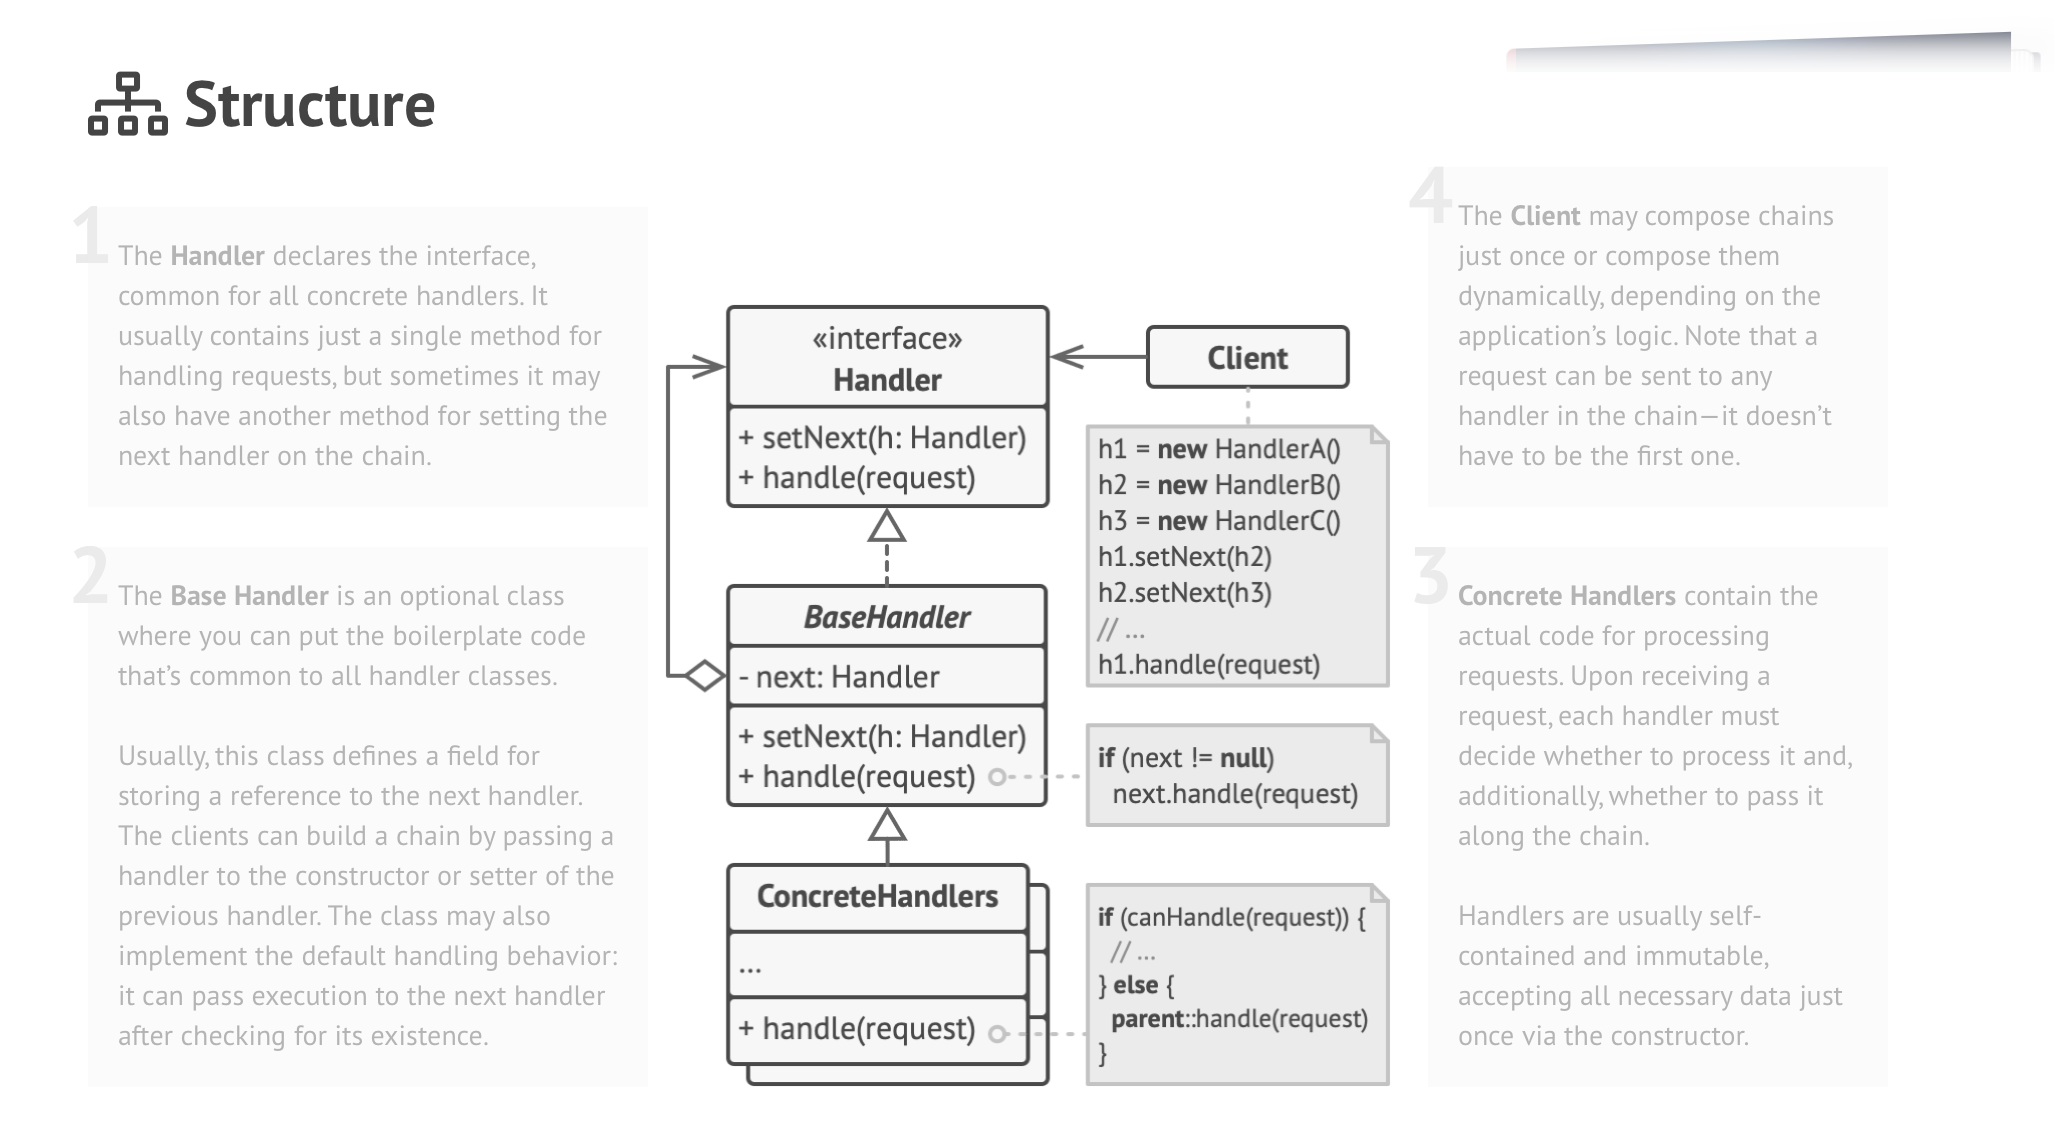 Structure
1
The Handler declares the interface,
common for all concrete handlers. It
usually contains just a single method for
handling requests, but sometimes it may
also have another method for setting the
next handler on the chain.
2
The Base Handler is an optional class
where you can put the boilerplate code
that's common to all handler classes.
Usually, this class defines a field for
storing a reference to the next handler.
The clients can build a chain by passing a
handler to the constructor or setter of the
previous handler. The class may also
implement the default handling behavior:
it can pass execution to the next handler
after checking for its existence.
«interface»
Handler
+ setNext(h: Handler)
+ handle(request)
BaseHandler
- next: Handler
+ setNext(h: Handler)
+ handle(request)
ConcreteHandlers
...
+ handle(request)
Client
h1 = new HandlerA()
h2 = new HandlerB()
h3 = new HandlerC()
h1.setNext(h2)
h2.setNext(h3)
// ...
h1.handle(request)
if (next != null)
next.handle(request)
if (canHandle(request)) {
// ...
} else {
parent::handle(request)
}
4
The Client may compose chains
just once or compose them
dynamically, depending on the
application's logic. Note that a
request can be sent to any
handler in the chain—it doesn't
have to be the first one.
3
Concrete Handlers contain the
actual code for processing
requests. Upon receiving a
request, each handler must
decide whether to process it and,
additionally, whether to pass it
along the chain.
Handlers are usually self-
contained and immutable,
accepting all necessary data just
once via the constructor.